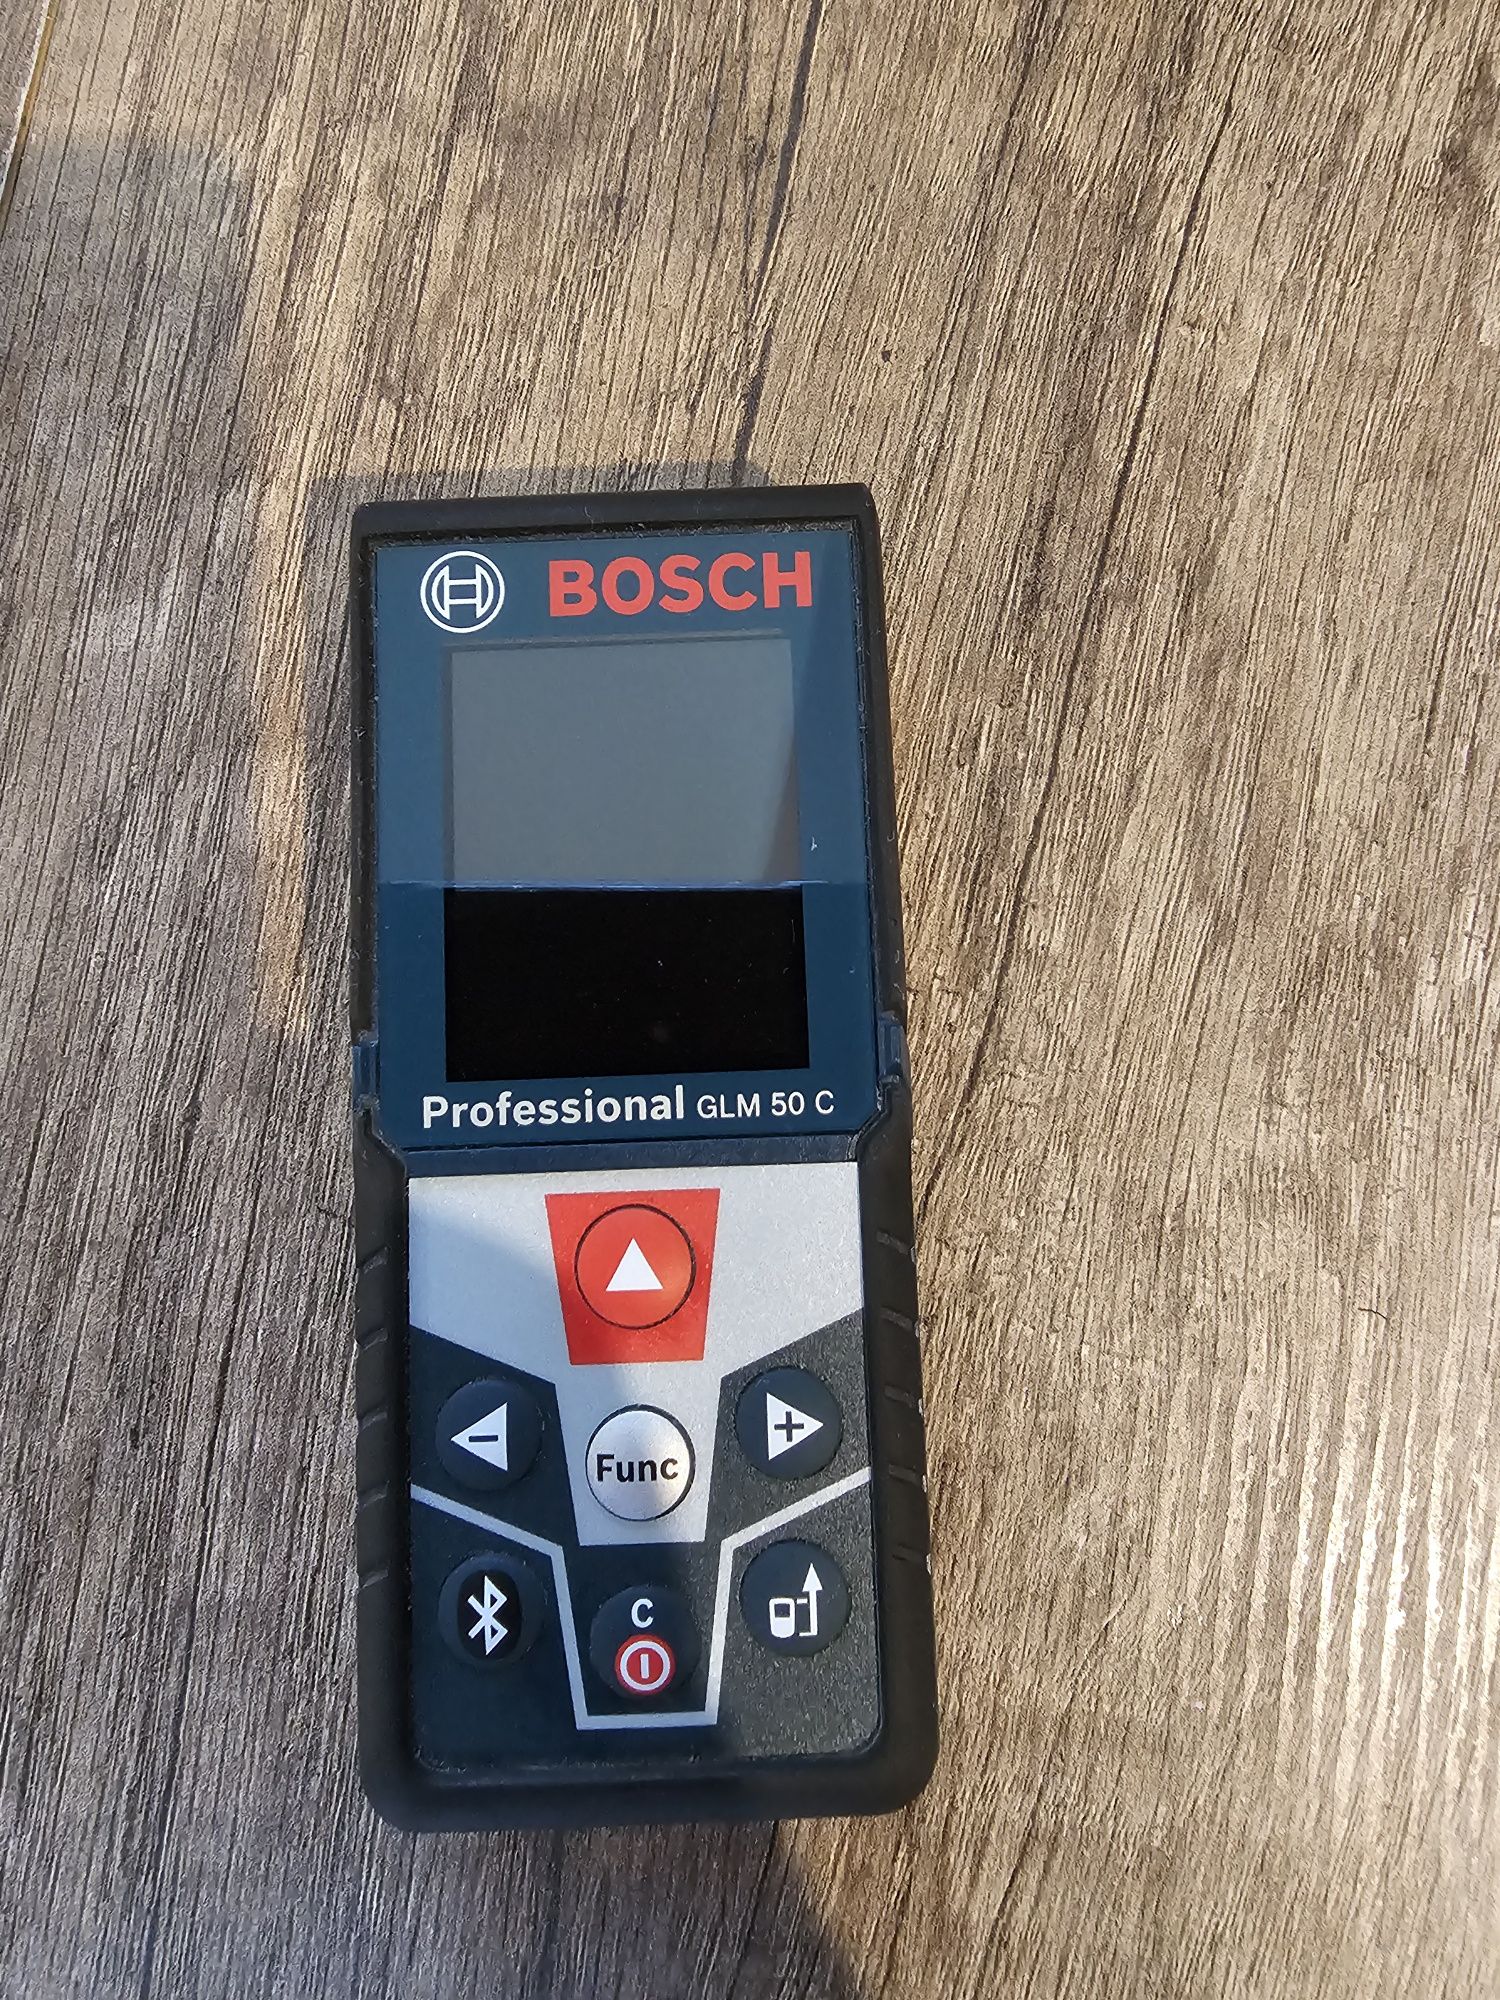 BOSCH
Professional GLM 50 C
- +
Func
C